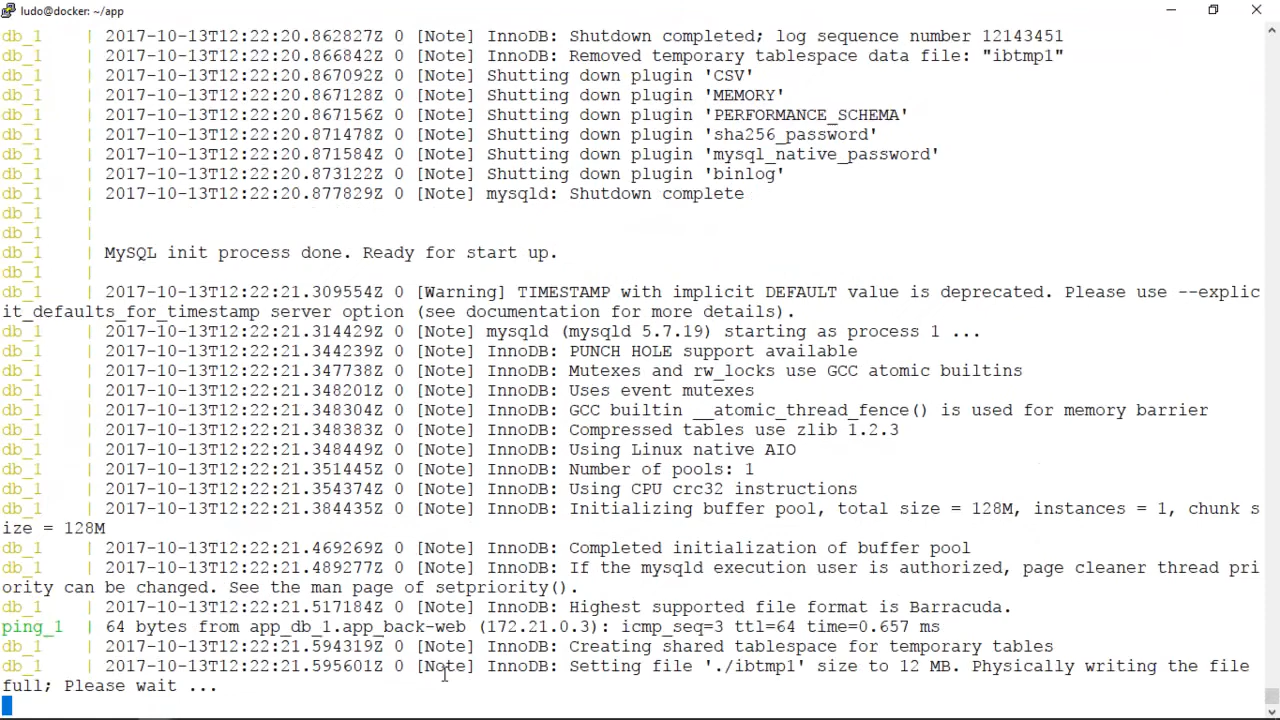 ludo@docker: ~/app
db_1     | 2017-10-13T12:22:20.862827Z 0 [Note] InnoDB: Shutdown completed; log sequence number 12143451
db_1     | 2017-10-13T12:22:20.866842Z 0 [Note] InnoDB: Removed temporary tablespace data file: "ibtmp1"
db_1     | 2017-10-13T12:22:20.867092Z 0 [Note] Shutting down plugin 'CSV'
db_1     | 2017-10-13T12:22:20.867128Z 0 [Note] Shutting down plugin 'MEMORY'
db_1     | 2017-10-13T12:22:20.867156Z 0 [Note] Shutting down plugin 'PERFORMANCE_SCHEMA'
db_1     | 2017-10-13T12:22:20.871478Z 0 [Note] Shutting down plugin 'sha256_password'
db_1     | 2017-10-13T12:22:20.871584Z 0 [Note] Shutting down plugin 'mysql_native_password'
db_1     | 2017-10-13T12:22:20.873122Z 0 [Note] Shutting down plugin 'binlog'
db_1     | 2017-10-13T12:22:20.877829Z 0 [Note] mysqld: Shutdown complete
db_1     |
db_1     |
db_1     | MySQL init process done. Ready for start up.
db_1     |
db_1     | 2017-10-13T12:22:21.309554Z 0 [Warning] TIMESTAMP with implicit DEFAULT value is deprecated. Please use --explic
it_defaults_for_timestamp server option (see documentation for more details).
db_1     | 2017-10-13T12:22:21.314429Z 0 [Note] mysqld (mysqld 5.7.19) starting as process 1 ...
db_1     | 2017-10-13T12:22:21.344239Z 0 [Note] InnoDB: PUNCH HOLE support available
db_1     | 2017-10-13T12:22:21.347738Z 0 [Note] InnoDB: Mutexes and rw_locks use GCC atomic builtins
db_1     | 2017-10-13T12:22:21.348201Z 0 [Note] InnoDB: Uses event mutexes
db_1     | 2017-10-13T12:22:21.348304Z 0 [Note] InnoDB: GCC builtin __atomic_thread_fence() is used for memory barrier
db_1     | 2017-10-13T12:22:21.348383Z 0 [Note] InnoDB: Compressed tables use zlib 1.2.3
db_1     | 2017-10-13T12:22:21.348449Z 0 [Note] InnoDB: Using Linux native AIO
db_1     | 2017-10-13T12:22:21.351445Z 0 [Note] InnoDB: Number of pools: 1
db_1     | 2017-10-13T12:22:21.354374Z 0 [Note] InnoDB: Using CPU crc32 instructions
db_1     | 2017-10-13T12:22:21.384435Z 0 [Note] InnoDB: Initializing buffer pool, total size = 128M, instances = 1, chunk s
ize = 128M
db_1     | 2017-10-13T12:22:21.469269Z 0 [Note] InnoDB: Completed initialization of buffer pool
db_1     | 2017-10-13T12:22:21.489277Z 0 [Note] InnoDB: If the mysqld execution user is authorized, page cleaner thread pri
ority can be changed. See the man page of setpriority().
db_1     | 2017-10-13T12:22:21.517184Z 0 [Note] InnoDB: Highest supported file format is Barracuda.
ping_1   | 64 bytes from app_db_1.app_back-web (172.21.0.3): icmp_seq=3 ttl=64 time=0.657 ms
db_1     | 2017-10-13T12:22:21.594319Z 0 [Note] InnoDB: Creating shared tablespace for temporary tables
db_1     | 2017-10-13T12:22:21.595601Z 0 [Note] InnoDB: Setting file './ibtmp1' size to 12 MB. Physically writing the file
full; Please wait ...